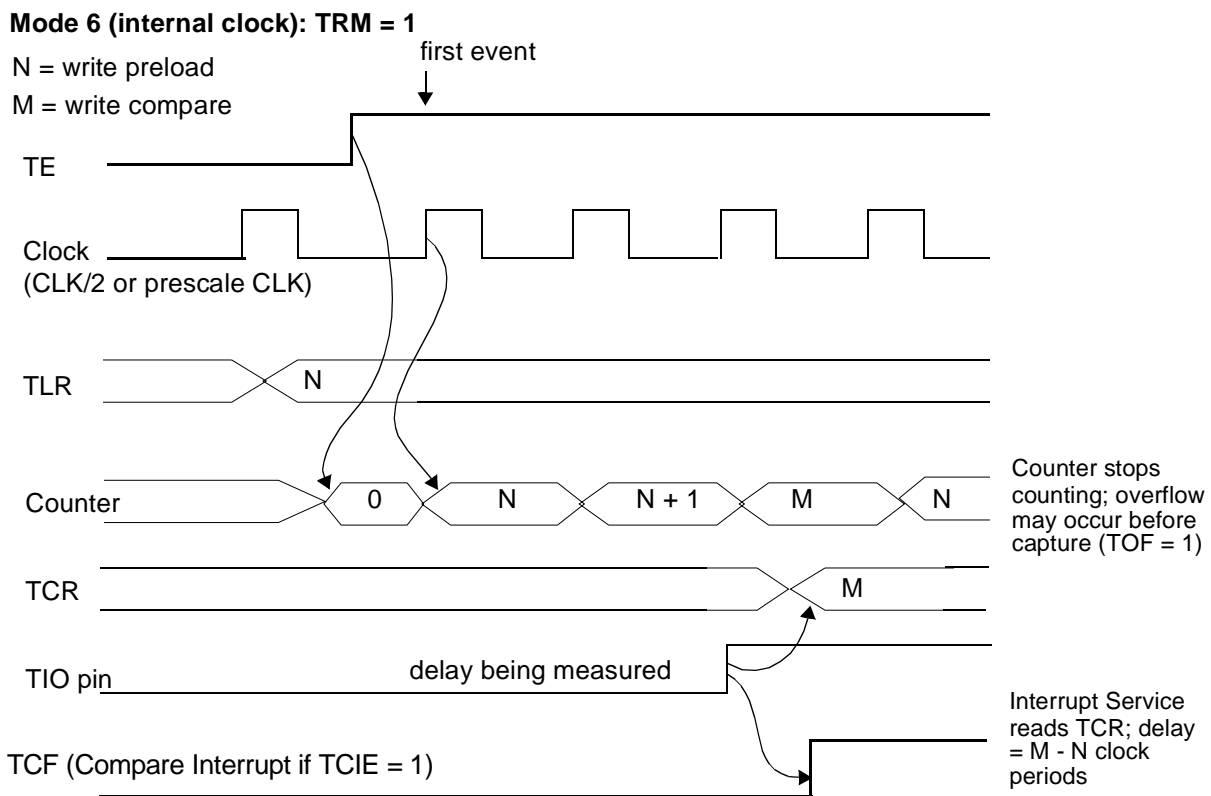 Mode 6 (internal clock): TRM = 1
first event
N = write preload
M = write compare
TE
Clock
(CLK/2 or prescale CLK)
TLR
N
Counter
0
N
N + 1
M
N
Counter stops
counting; overflow
may occur before
capture (TOF = 1)
TCR
M
TIO pin
delay being measured
Interrupt Service
reads TCR; delay
= M - N clock
periods
TCF (Compare Interrupt if TCIE = 1)